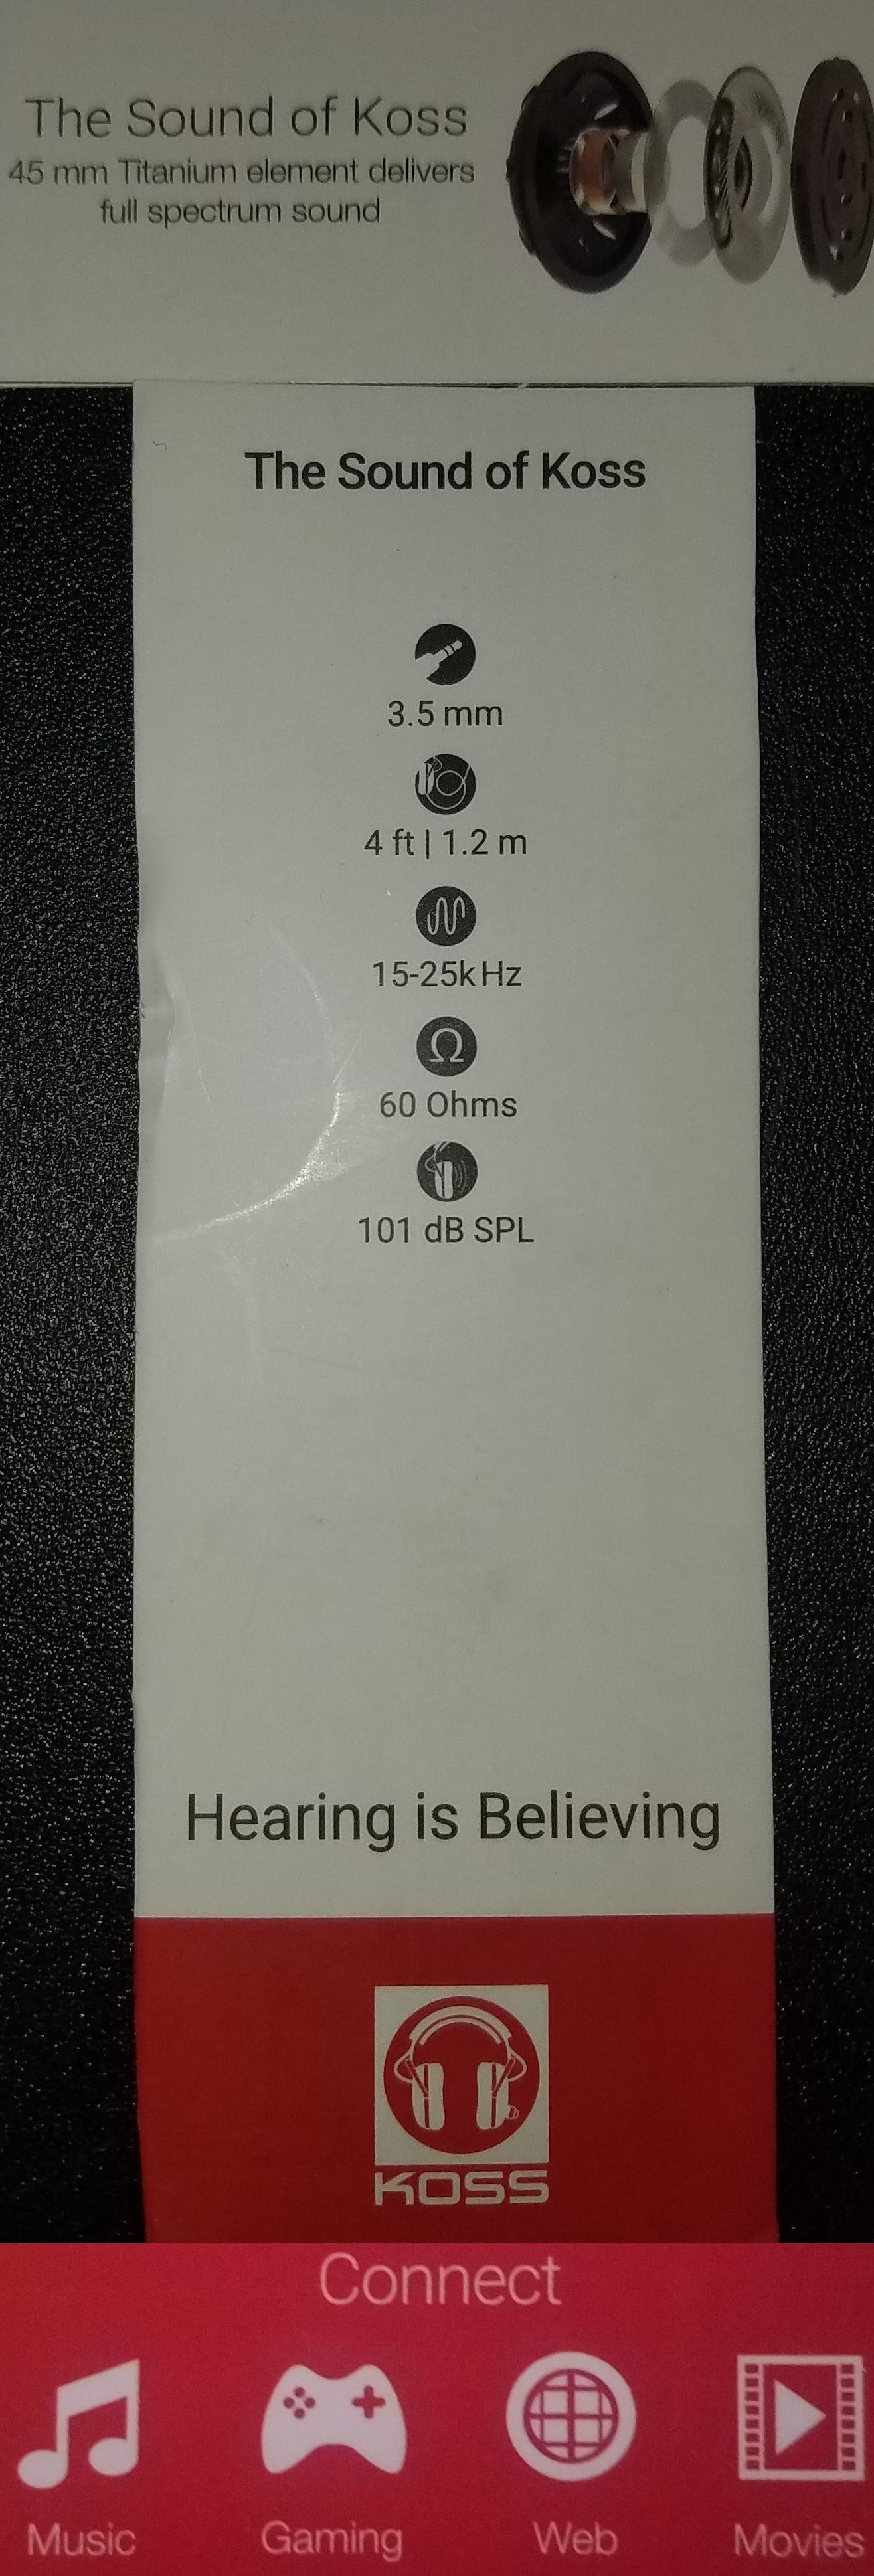 The Sound of Koss
45 mm Titanium element delivers
full spectrum sound
The Sound of Koss
3.5 mm
4 ft | 1.2 m
15-25kHz
Ω
60 Ohms
101 dB SPL
Hearing is Believing
KOSS
Connect
Music Gaming Web Movies